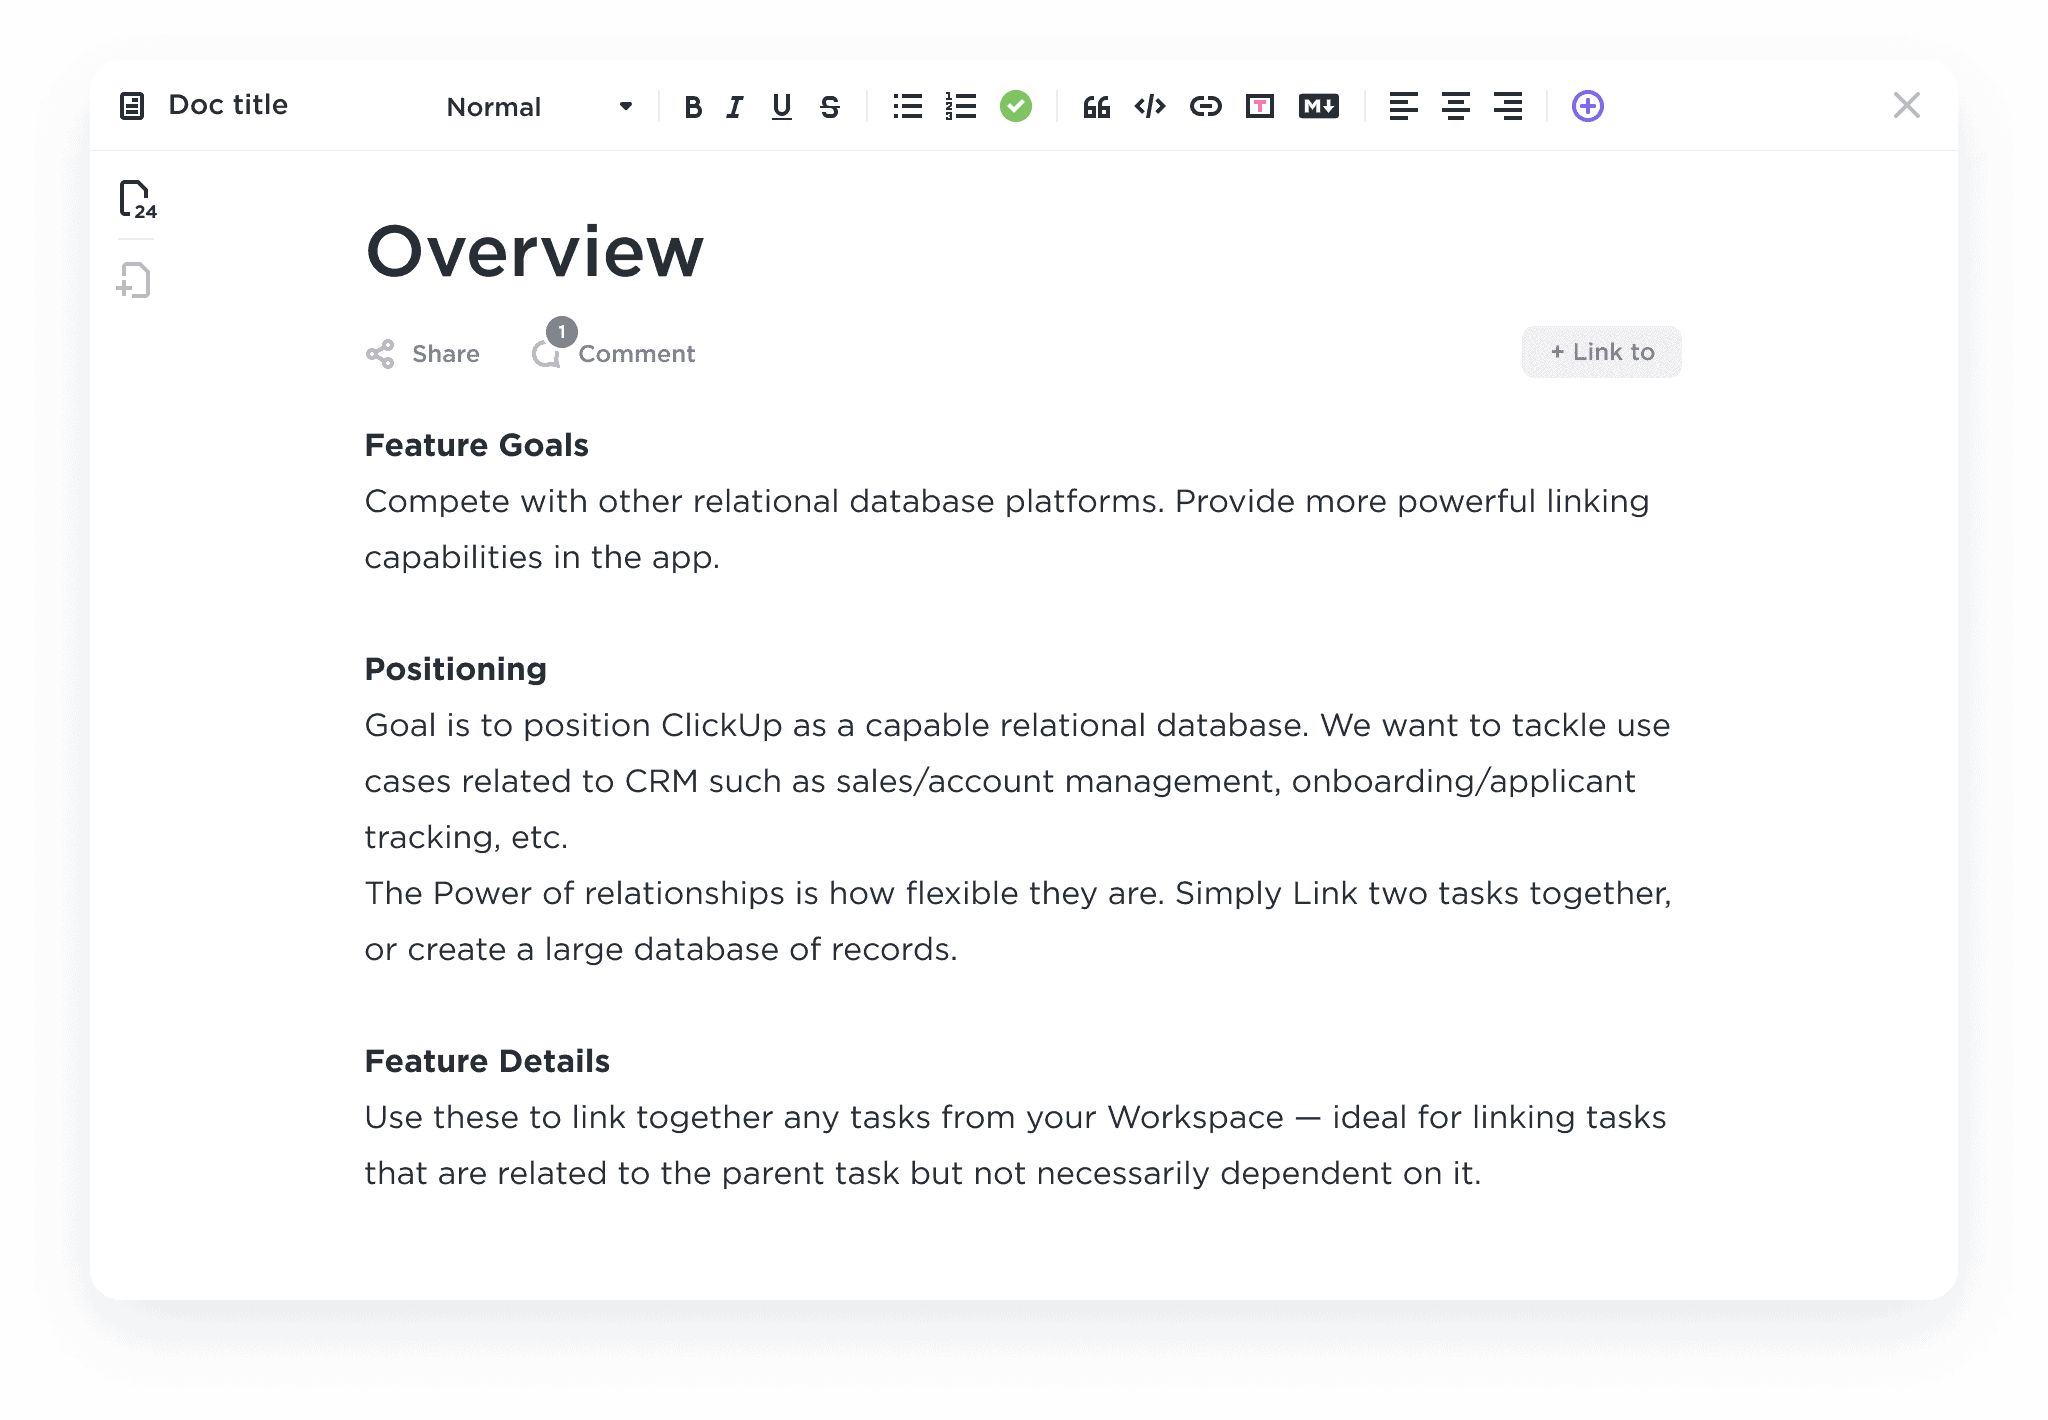 Doc title
Normal
B I U S
T
M
24
Overview
1
Share
Comment
+ Link to
Feature Goals
Compete with other relational database platforms. Provide more powerful linking
capabilities in the app.
Positioning
Goal is to position ClickUp as a capable relational database. We want to tackle use
cases related to CRM such as sales/account management, onboarding/applicant
tracking, etc.
The Power of relationships is how flexible they are. Simply Link two tasks together,
or create a large database of records.
Feature Details
Use these to link together any tasks from your Workspace — ideal for linking tasks
that are related to the parent task but not necessarily dependent on it.